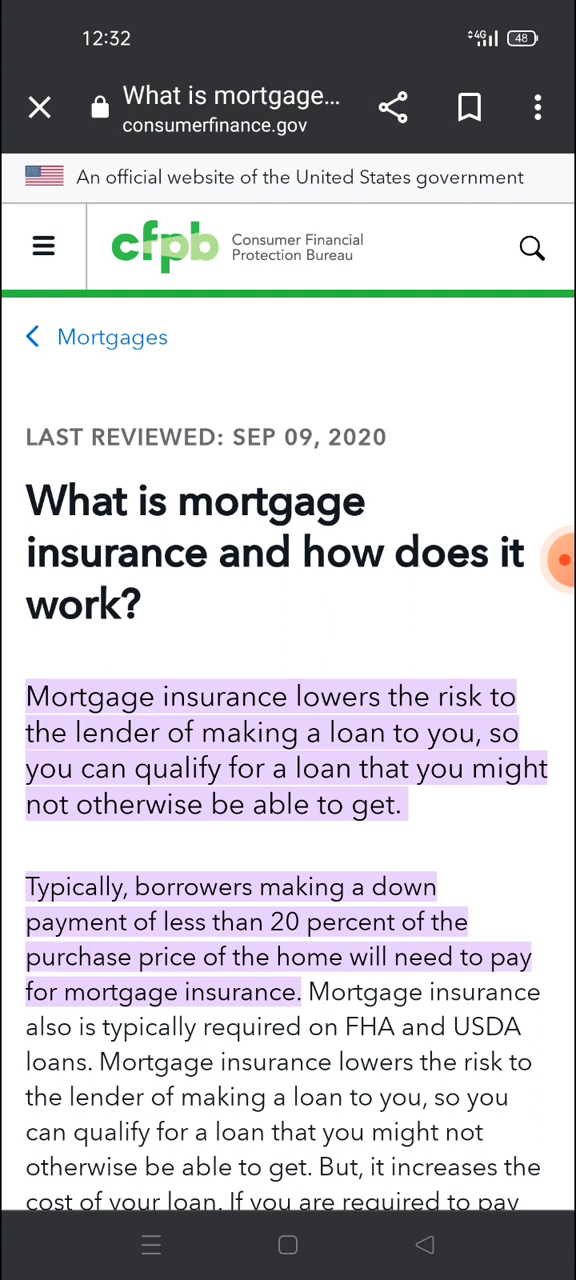 12:32
4G 48
What is mortgage...
consumerfinance.gov
An official website of the United States government
cfpb Consumer Financial
Protection Bureau
Mortgages
LAST REVIEWED: SEP 09, 2020
What is mortgage
insurance and how does it
work?
Mortgage insurance lowers the risk to
the lender of making a loan to you, so
you can qualify for a loan that you might
not otherwise be able to get.
Typically, borrowers making a down
payment of less than 20 percent of the
purchase price of the home will need to pay
for mortgage insurance. Mortgage insurance
also is typically required on FHA and USDA
loans. Mortgage insurance lowers the risk to
the lender of making a loan to you, so you
can qualify for a loan that you might not
otherwise be able to get. But, it increases the
cost of your loan. If you are required to pay